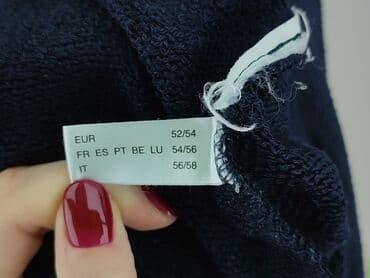 EUR 52/54
FR ES PT BE LU 54/56
IT 56/58